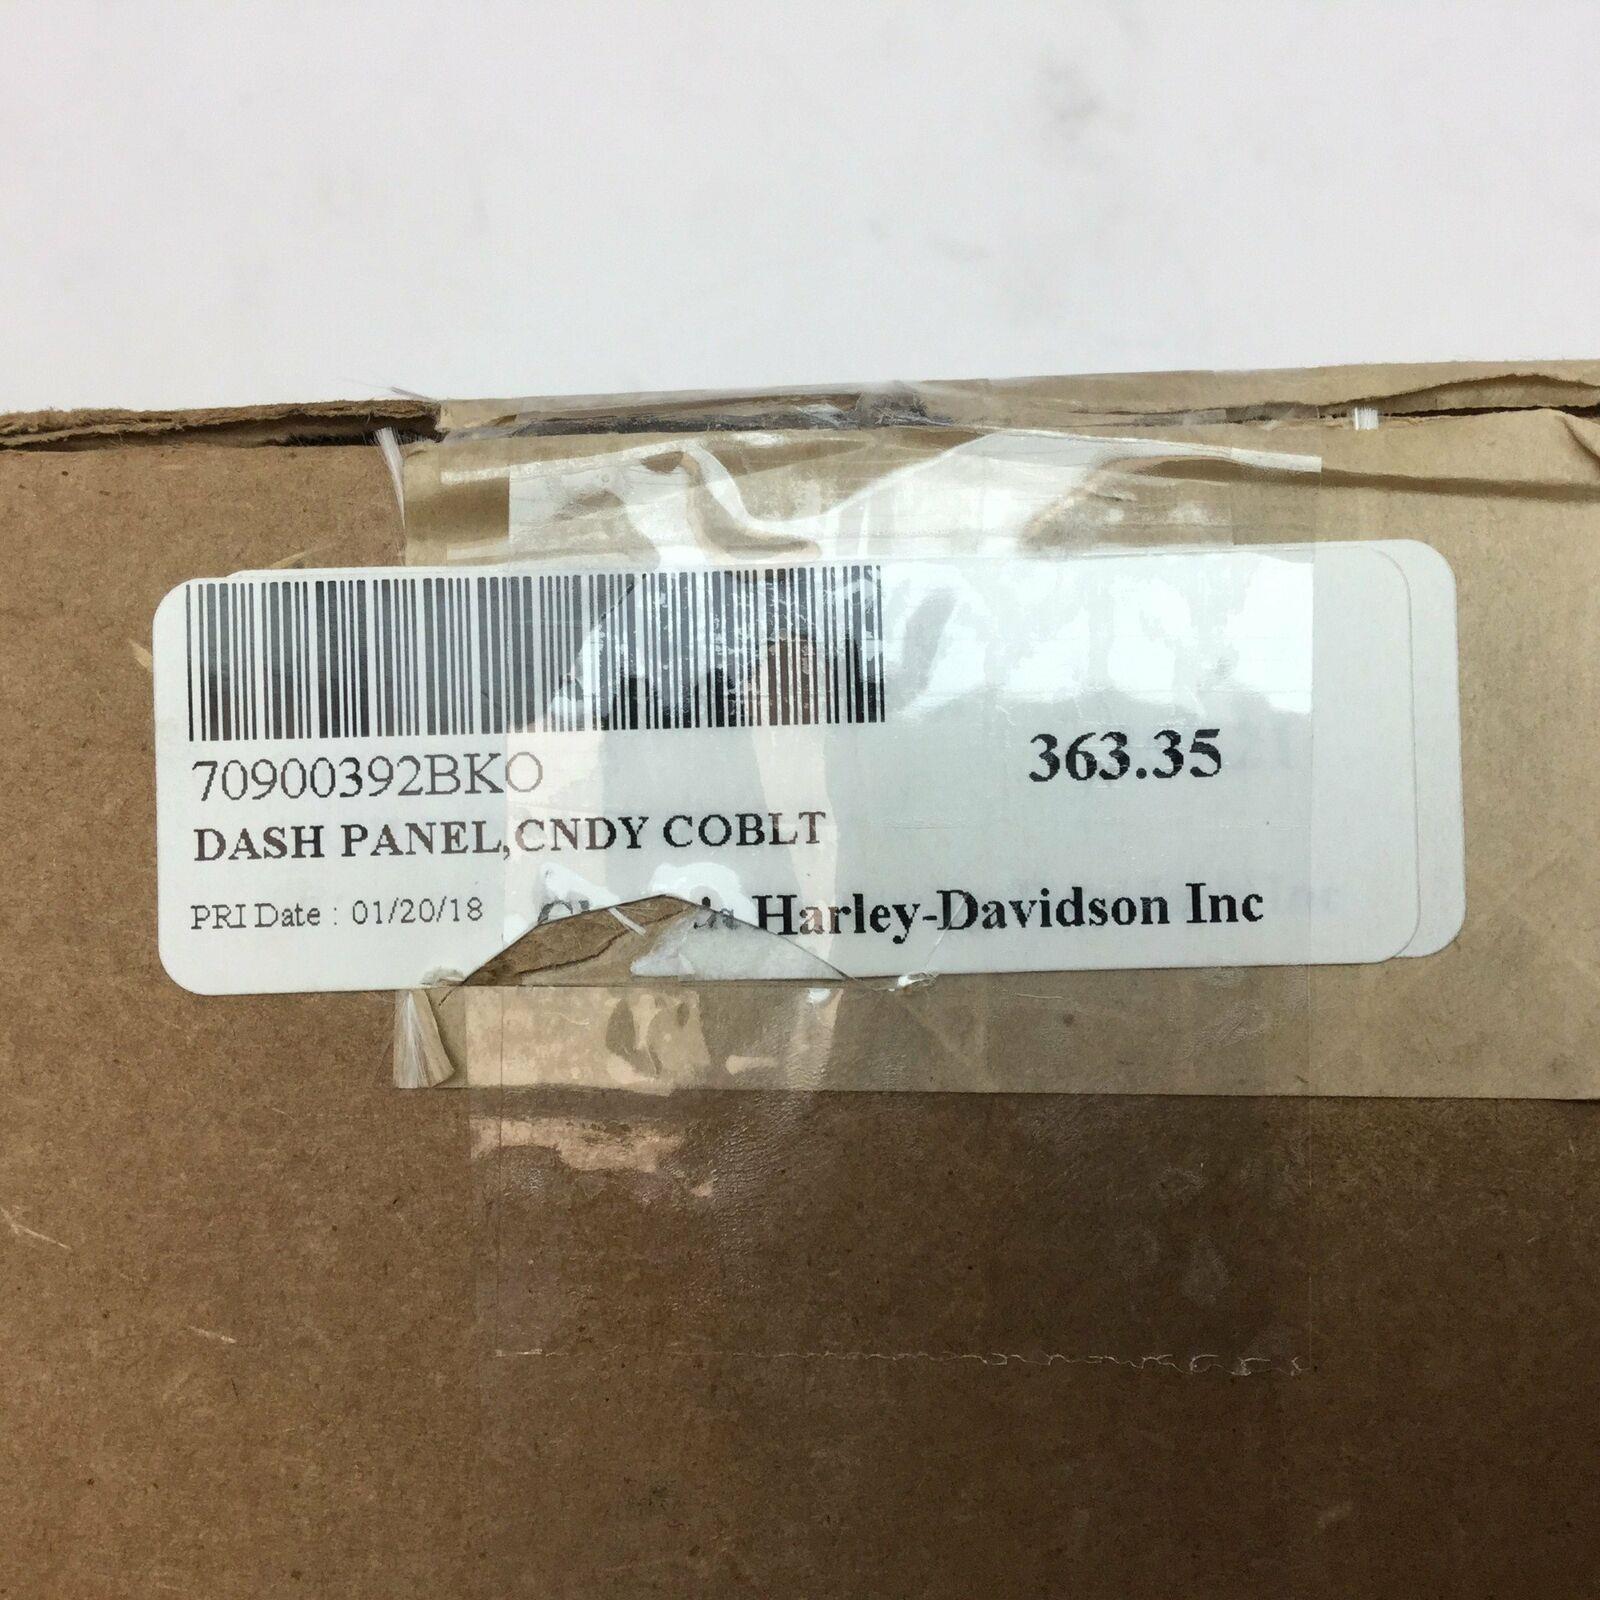 70900392BKO
363.35
DASH PANEL,CNDY COBLT
PRI Date : 01/20/18
Harley-Davidson Inc